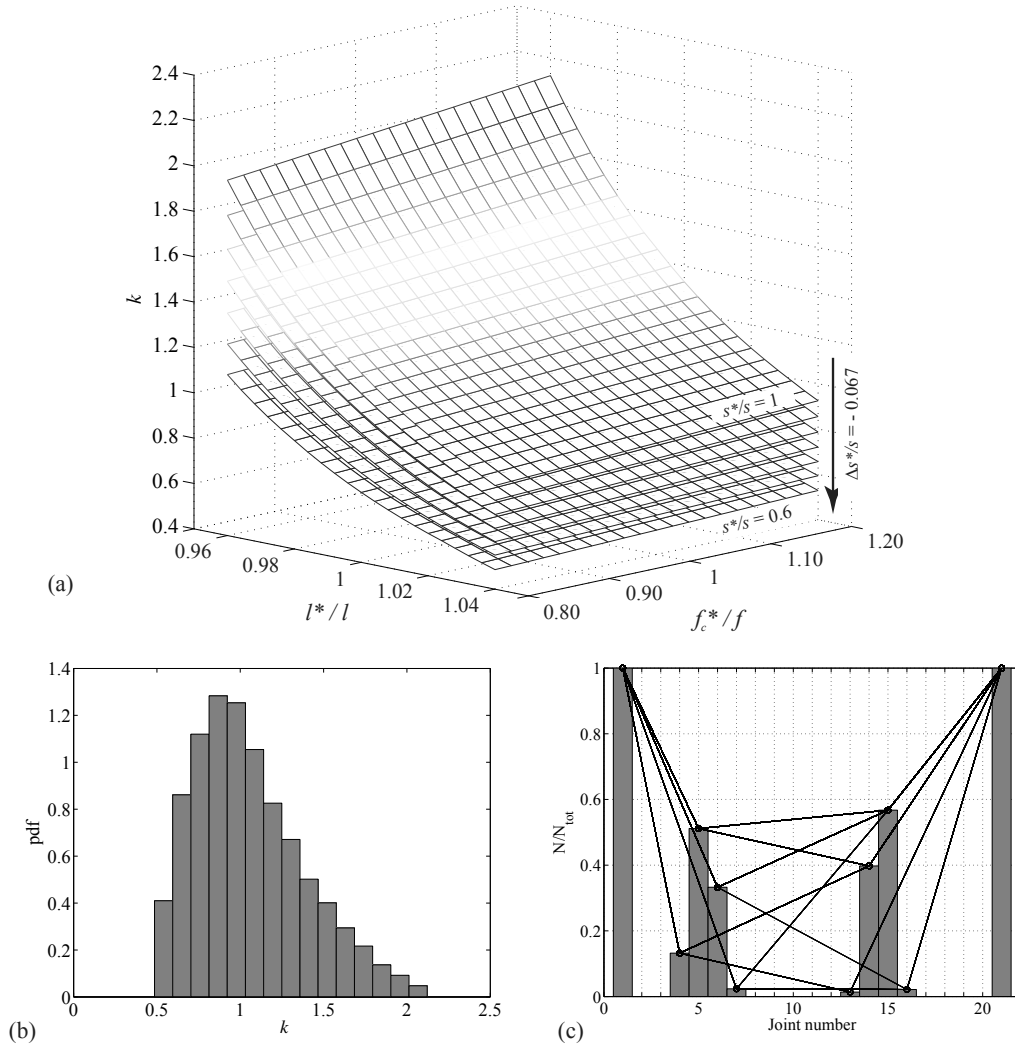 2.4
2.2
2
1.8
1.6
1.4
1.2
1
0.8
0.6
0.4
k
0.96
0.98
1
1.02
1.04
l* / l
0.80
0.90
1
1.10
1.20
f_c* / f
s*/s = 1
s*/s = 0.6
Δs*/s = - 0.067
(a)
1.4
1.2
1
0.8
0.6
0.4
0.2
0
pdf
0 0.5 1 1.5 2 2.5
k
(b)
1
0.8
0.6
0.4
0.2
0
N/N_tot
0 5 10 15 20
Joint number
(c)